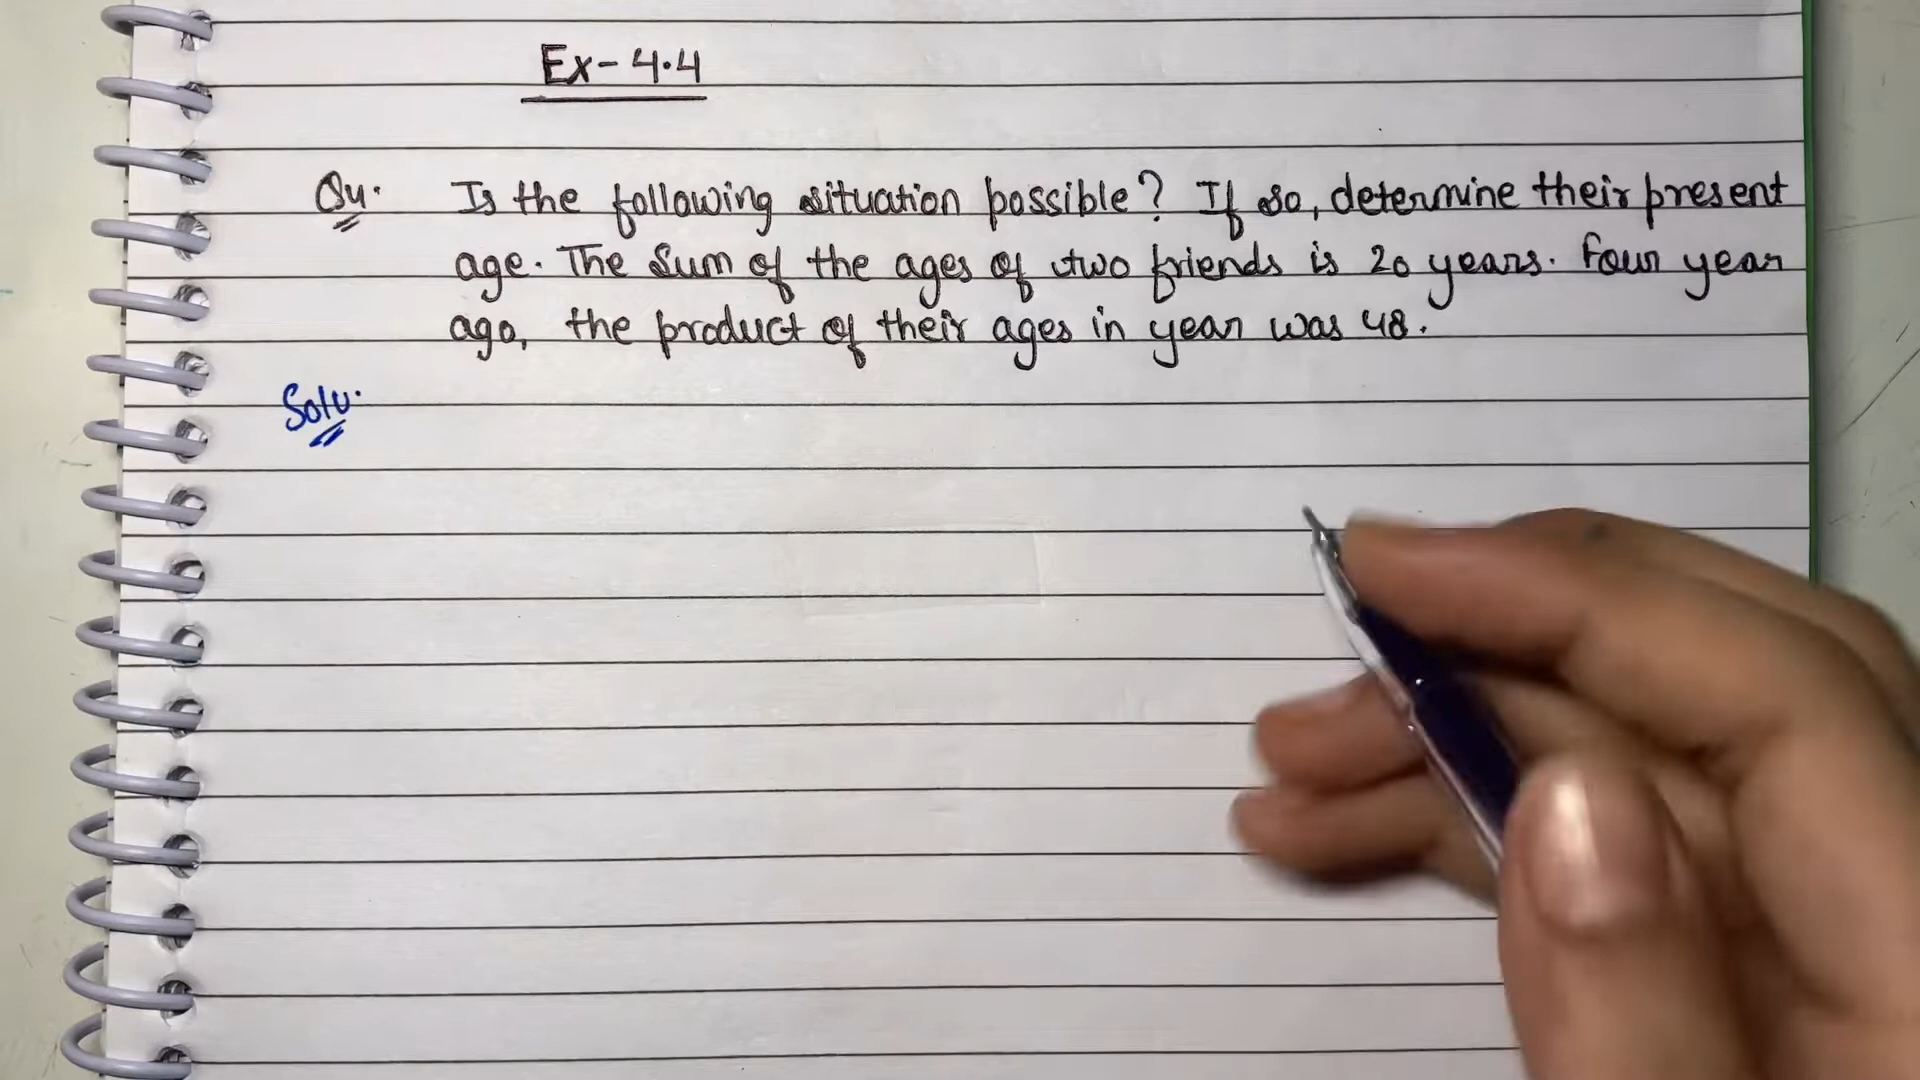 Ex-4.4
Q4. Is the following situation possible? If so, determine their present
age. The Sum of the ages of two friends is 20 years. Four year
ago, the product of their ages in year was 48.
Solu.